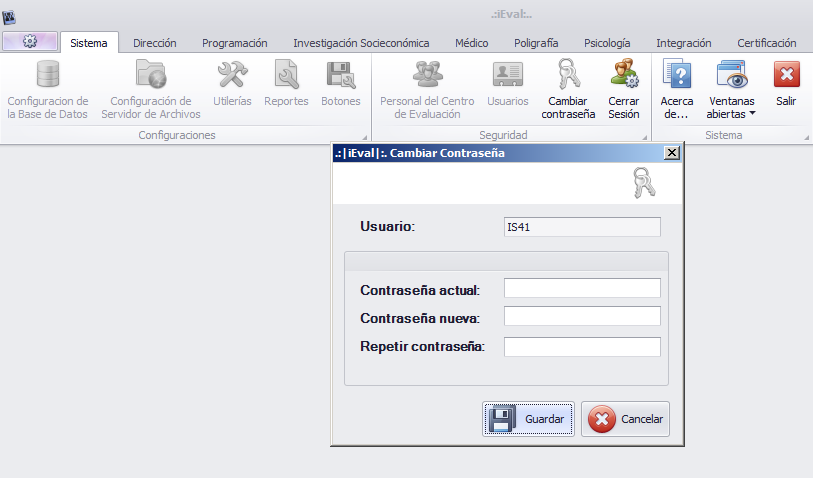 .:iEval:..
Sistema Dirección Programación Investigación Socieconómica Médico Poligrafía Psicología Integración Certificación
Configuracion de la Base de Datos
Configuración de Servidor de Archivos
Utilerías
Reportes
Botones
Personal del Centro de Evaluación
Usuarios
Cambiar contraseña
Cerrar Sesión
Acerca de...
Ventanas abiertas
Salir
Configuraciones
Seguridad
Sistema
.:|iEval|:. Cambiar Contraseña
Usuario: IS41
Contraseña actual:
Contraseña nueva:
Repetir contraseña:
Guardar
Cancelar